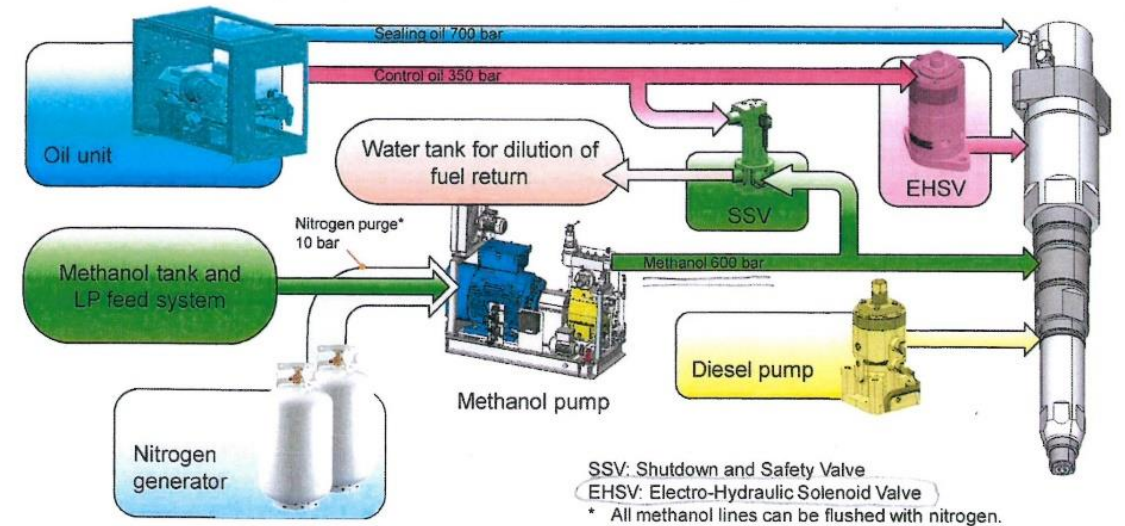 Sealing oil 700 bar
Control oil 350 bar
Oil unit
Water tank for dilution of
fuel return
EHSV
SSV
Nitrogen purge*
10 bar
Methanol tank and
LP feed system
Methanol 600 bar
Diesel pump
Methanol pump
Nitrogen
generator
SSV: Shutdown and Safety Valve
EHSV: Electro-Hydraulic Solenoid Valve
* All methanol lines can be flushed with nitrogen.